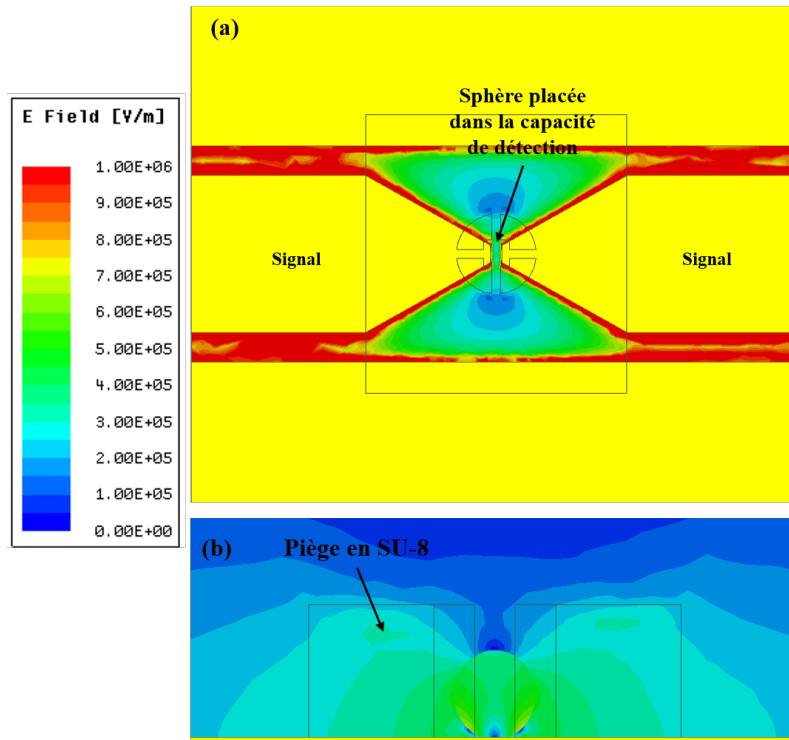 (a)
Sphère placée
dans la capacité
de détection
E Field [V/m]
1.00E+06
9.00E+05
8.00E+05
7.00E+05
6.00E+05
5.00E+05
4.00E+05
3.00E+05
2.00E+05
1.00E+05
0.00E+00
Signal
Signal
(b)
Piège en SU-8